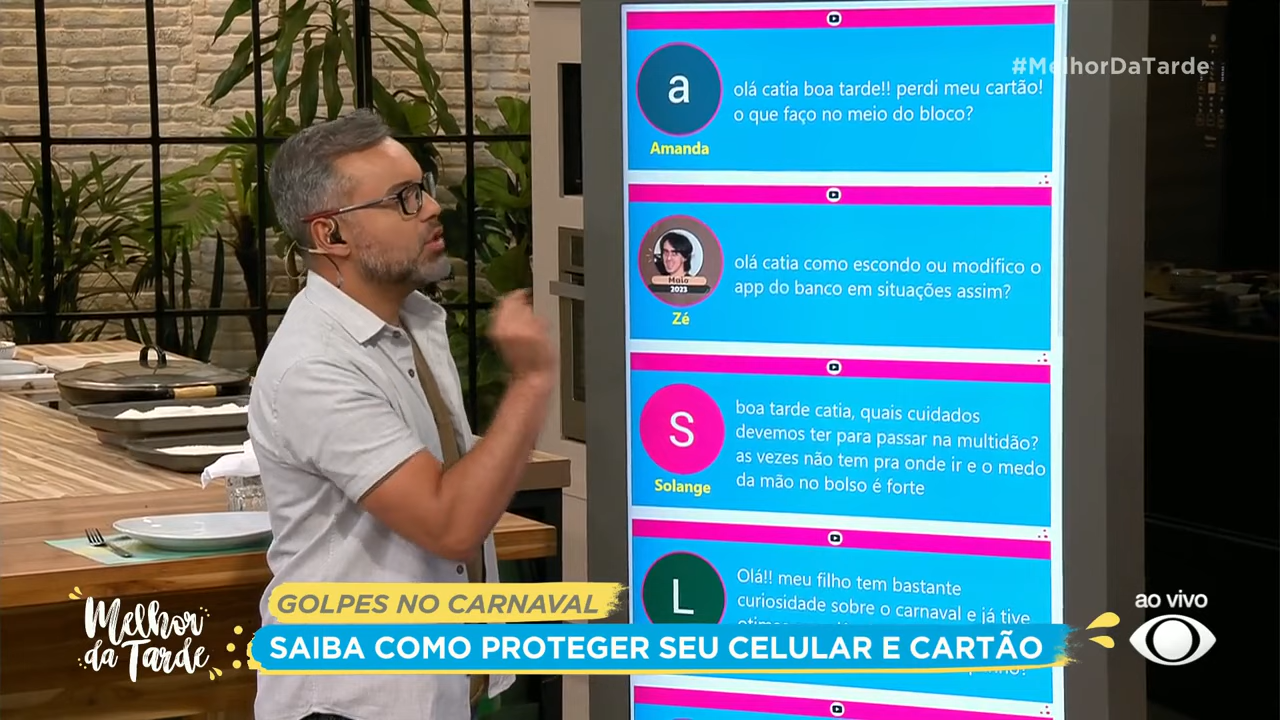 #MelhorDaTarde
a
olá catia boa tarde!! perdi meu cartão!
o que faço no meio do bloco?
Amanda
olá catia como escondo ou modifico o
app do banco em situações assim?
Maio
2023
Zé
S
boa tarde catia, quais cuidados
devemos ter para passar na multidão?
as vezes não tem pra onde ir e o medo
da mão no bolso é forte
Solange
L
Olá!! meu filho tem bastante
curiosidade sobre o carnaval e já tive
GOLPES NO CARNAVAL
SAIBA COMO PROTEGER SEU CELULAR E CARTÃO
Melhor
da Tarde
ao vivo